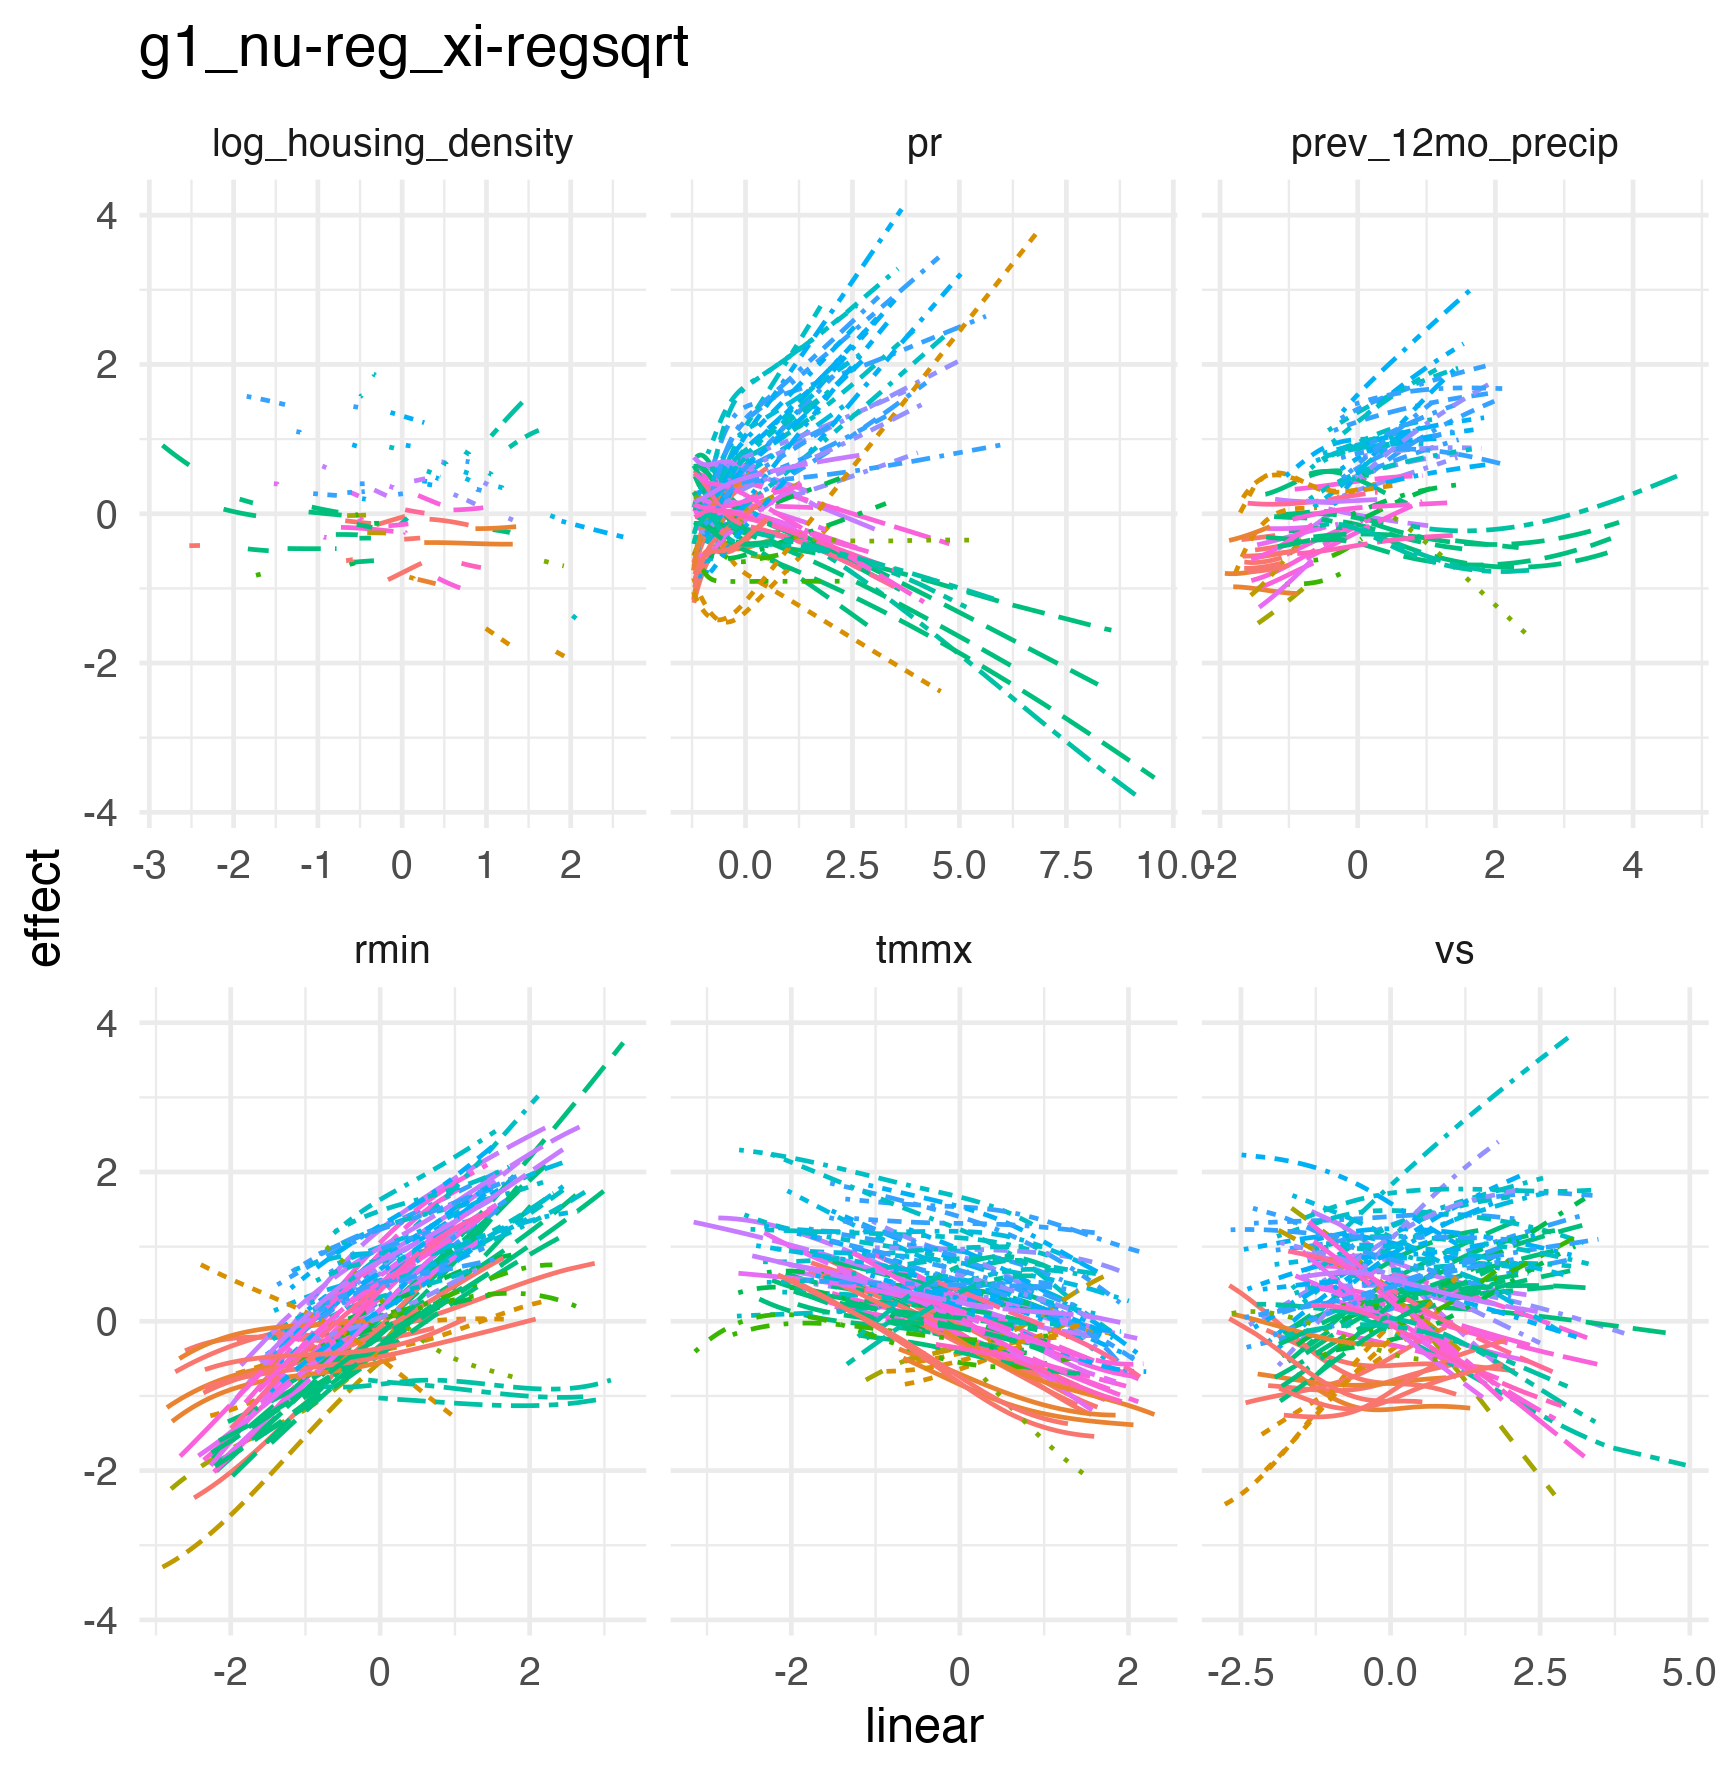 g1_nu-reg_xi-regsqrt
log_housing_density pr prev_12mo_precip
4
2
0
-2
-4
-3 -2 -1 0 1 2 0.0 2.5 5.0 7.5 10.0 -2 0 2 4
effect
rmin tmmx vs
4
2
0
-2
-4
-2 0 2 -2 0 2 -2.5 0.0 2.5 5.0
linear